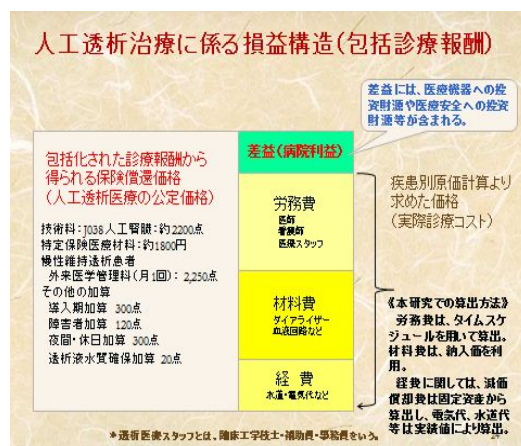 人工透析治療に係る損益構造(包括診療報酬)
差益には、医療機器への投
資財源や医療安全への投資
財源等が含まれる。
包括化された診療報酬から
得られる保険償還価格
(人工透析医療の公定価格)
技術料:J038人工腎臓:約2200点
特定保険医療材料:約1800円
慢性維持透析患者
外来医学管理料(月1回): 2,250点
その他の加算
導入期加算 300点
障害者加算 120点
夜間・休日加算 300点
透析液水質確保加算 20点
差益(病院利益)
労務費
医師
看護師
医療スタッフ
材料費
ダイアライザー
血液回路など
経 費
水道・電気代など
疾患別原価計算より
求めた価格
(実際診療コスト)
《本研究での算出方法》
労務費は、タイムスケ
ジュールを用いて算出。
材料費は、納入価を利
用。
経費に関しては、減価
償却費は固定資産から
算出し、電気代、水道代
等は実績値により算出。
*透析医療スタッフとは、臨床工学技士・補助員・事務員をいう。